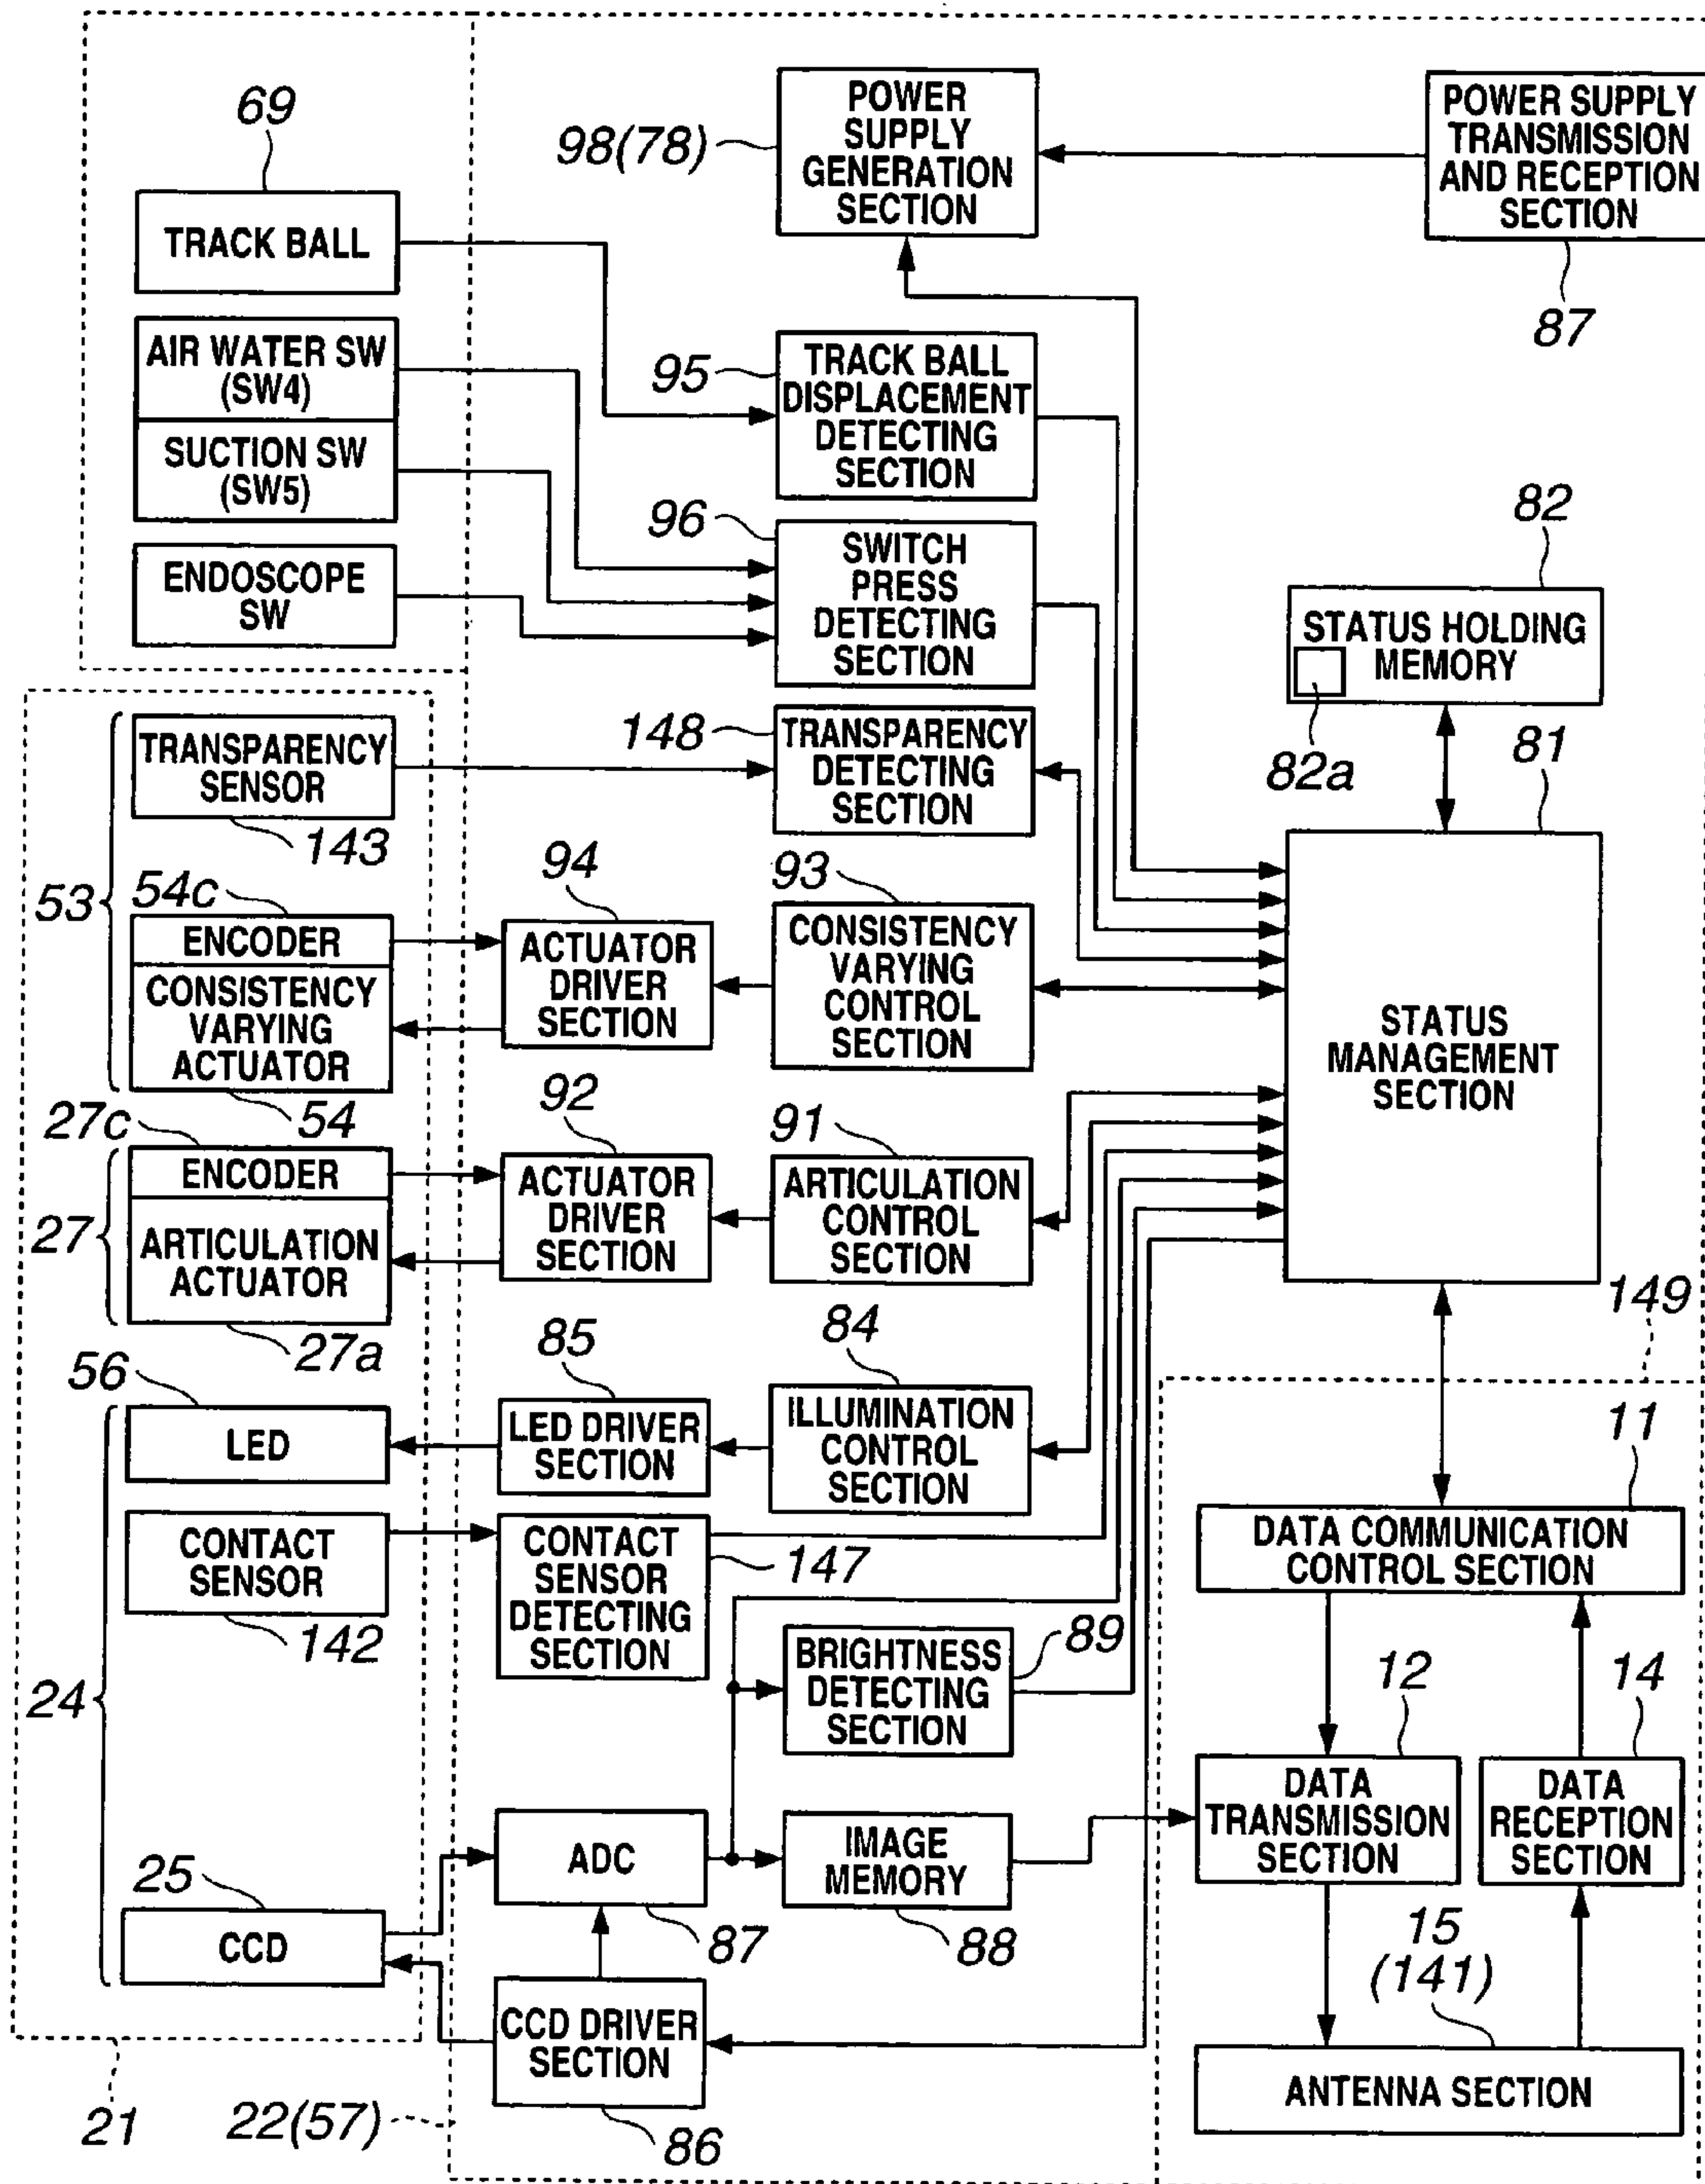 69
TRACK BALL
AIR WATER SW
(SW4)
SUCTION SW
(SW5)
ENDOSCOPE
SW
98(78)
POWER
SUPPLY
GENERATION
SECTION
POWER SUPPLY
TRANSMISSION
AND RECEPTION
SECTION
87
95
TRACK BALL
DISPLACEMENT
DETECTING
SECTION
96
SWITCH
PRESS
DETECTING
SECTION
82
STATUS HOLDING
MEMORY
82a
81
STATUS
MANAGEMENT
SECTION
53
TRANSPARENCY
SENSOR
143
148
TRANSPARENCY
DETECTING
SECTION
54c
ENCODER
CONSISTENCY
VARYING
ACTUATOR
54
94
ACTUATOR
DRIVER
SECTION
93
CONSISTENCY
VARYING
CONTROL
SECTION
27c
27
ENCODER
ARTICULATION
ACTUATOR
27a
92
ACTUATOR
DRIVER
SECTION
91
ARTICULATION
CONTROL
SECTION
149
56
LED
85
LED DRIVER
SECTION
84
ILLUMINATION
CONTROL
SECTION
24
CONTACT
SENSOR
142
CONTACT
SENSOR
DETECTING
SECTION
147
BRIGHTNESS
DETECTING
SECTION
89
11
DATA COMMUNICATION
CONTROL SECTION
12
DATA
TRANSMISSION
SECTION
14
DATA
RECEPTION
SECTION
25
CCD
ADC
87
IMAGE
MEMORY
88
15
(141)
ANTENNA SECTION
CCD DRIVER
SECTION
86
21
22(57)